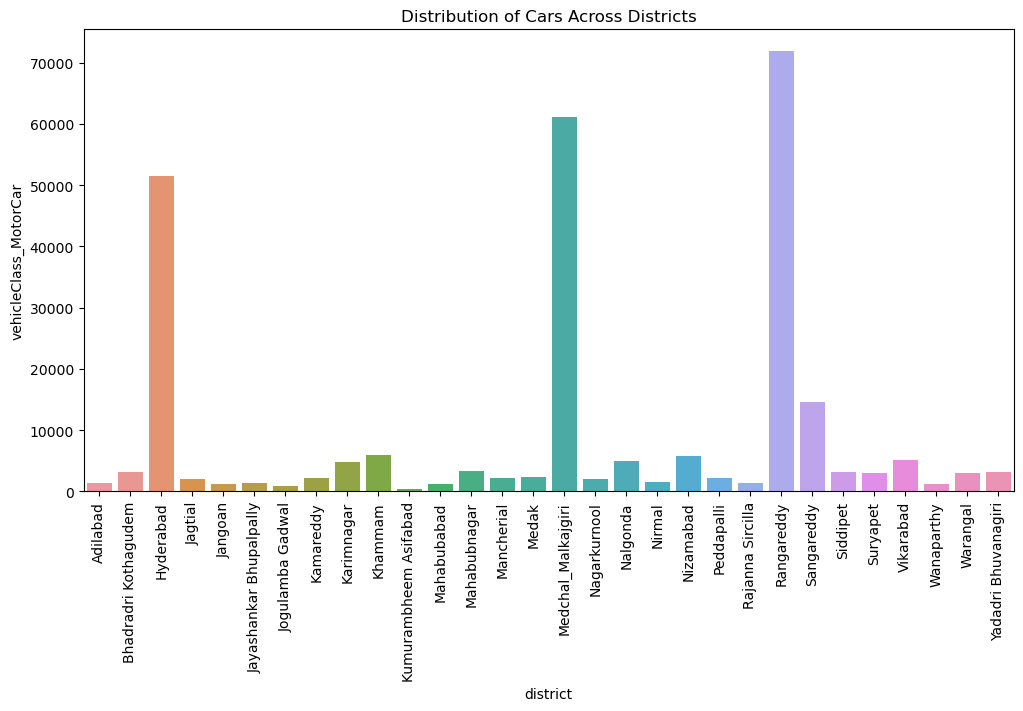 Distribution of Cars Across Districts
vehicleClass_MotorCar
70000
60000
50000
40000
30000
20000
10000
0
Adilabad
Bhadradri Kothagudem
Hyderabad
Jagtial
Jangoan
Jayashankar Bhupalpally
Jogulamba Gadwal
Kamareddy
Karimnagar
Khammam
Kumurambheem Asifabad
Mahabubabad
Mahabubnagar
Mancherial
Medak
Medchal_Malkajgiri
Nagarkurnool
Nalgonda
Nirmal
Nizamabad
Peddapalli
Rajanna Sircilla
Rangareddy
Sangareddy
Siddipet
Suryapet
Vikarabad
Wanaparthy
Warangal
Yadadri Bhuvanagiri
district